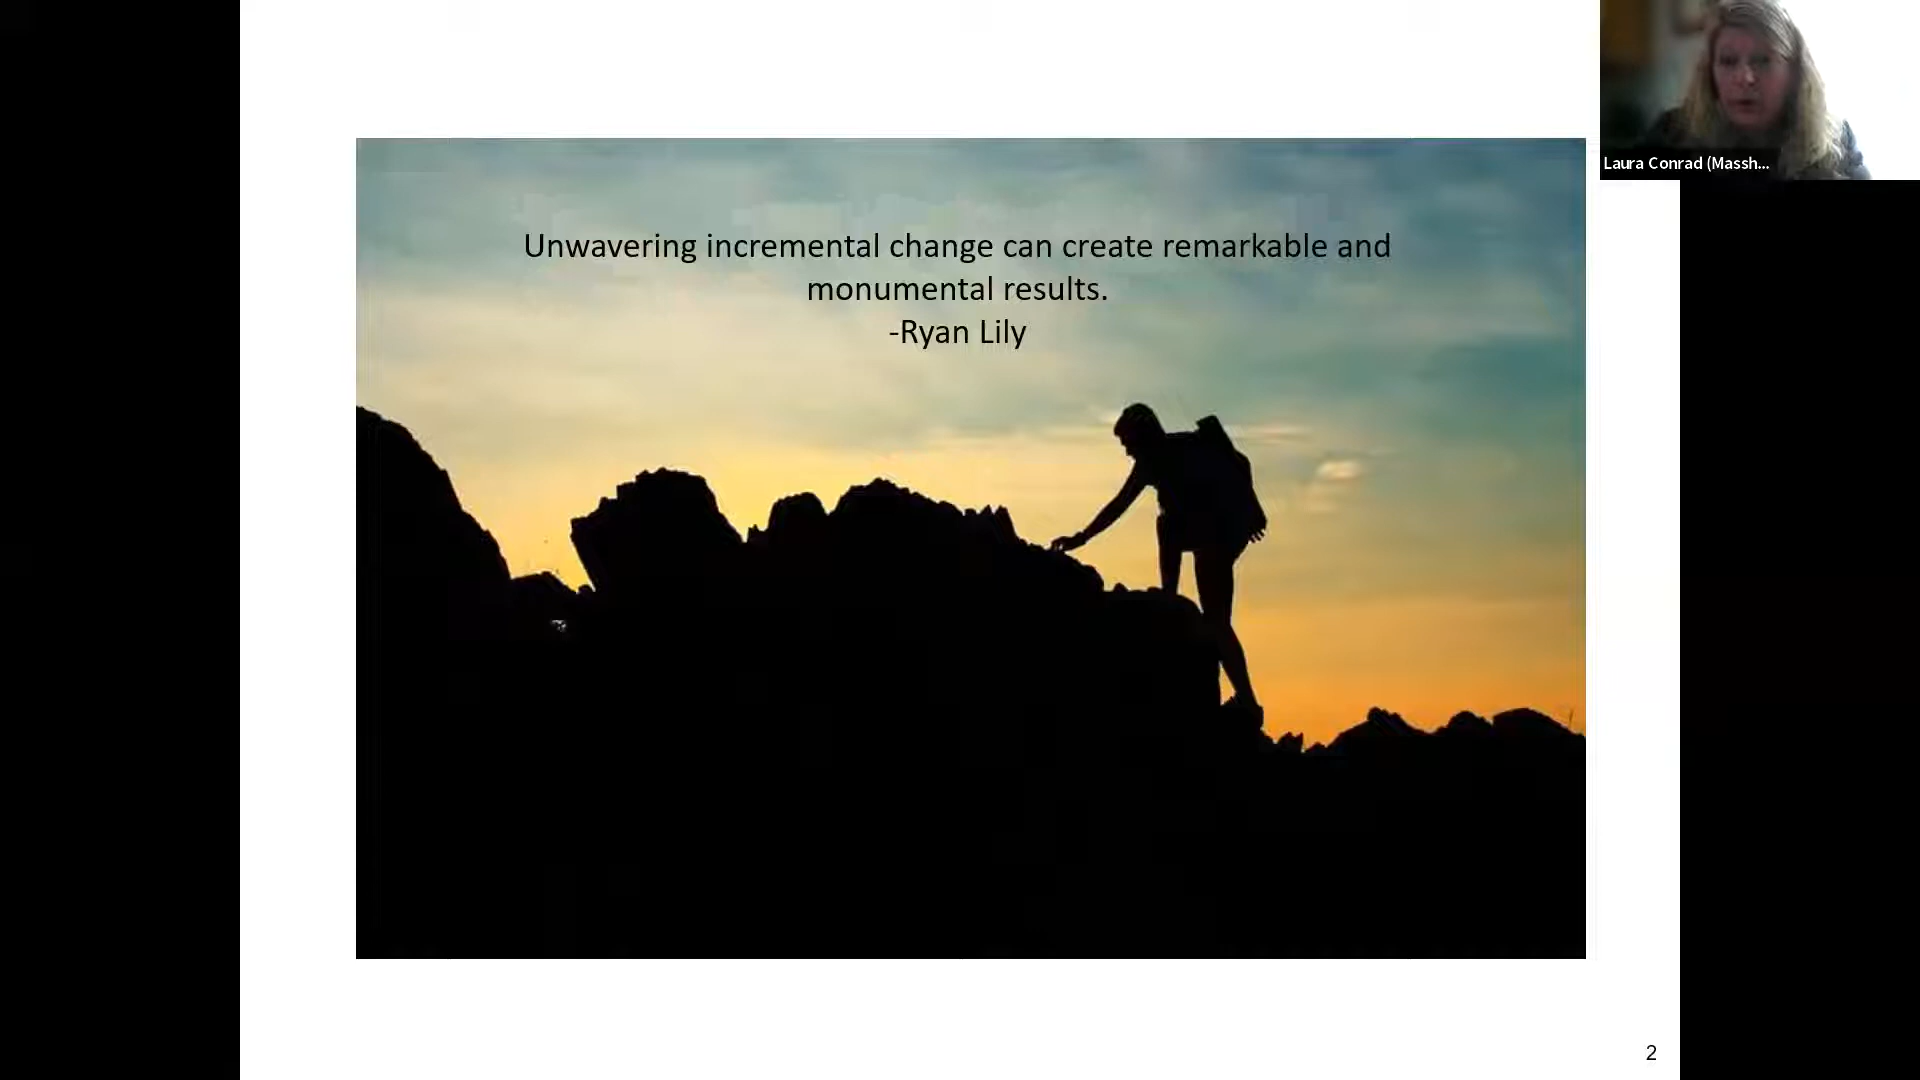 Unwavering incremental change can create remarkable and
monumental results.
-Ryan Lily
Laura Conrad (Massh...
2